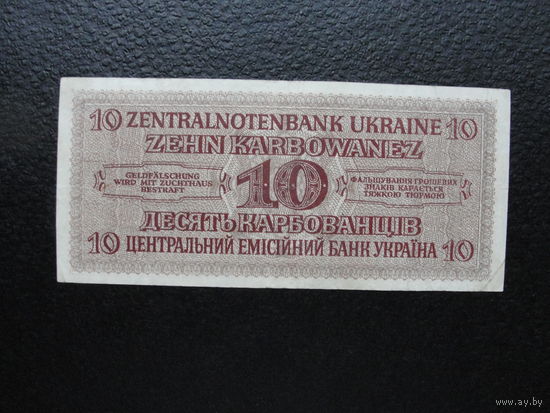 10 ZENTRALNOTENBANK UKRAINE 10
ZEHN KARBOWANEZ
GELDFÄLSCHUNG
WIRD MIT ZUCHTHAUS
BESTRAFT
10
ФАЛЬШУВАННЯ ГРОШЕВИХ
ЗНАКІВ КАРАЄТЬСЯ
ТЯЖКОЮ ТЮРМОЮ
ДЕСЯТЬ КАРБОВАНЦІВ
10 ЦЕНТРАЛЬНИЙ ЕМІСІЙНИЙ БАНК УКРАЇНА 10
www.ay.by